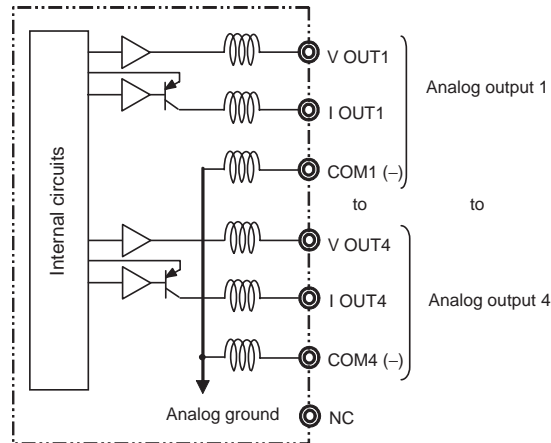 V OUT1
Analog output 1
I OUT1
COM1 (–)
Internal circuits
to
to
V OUT4
I OUT4
Analog output 4
COM4 (–)
Analog ground
NC